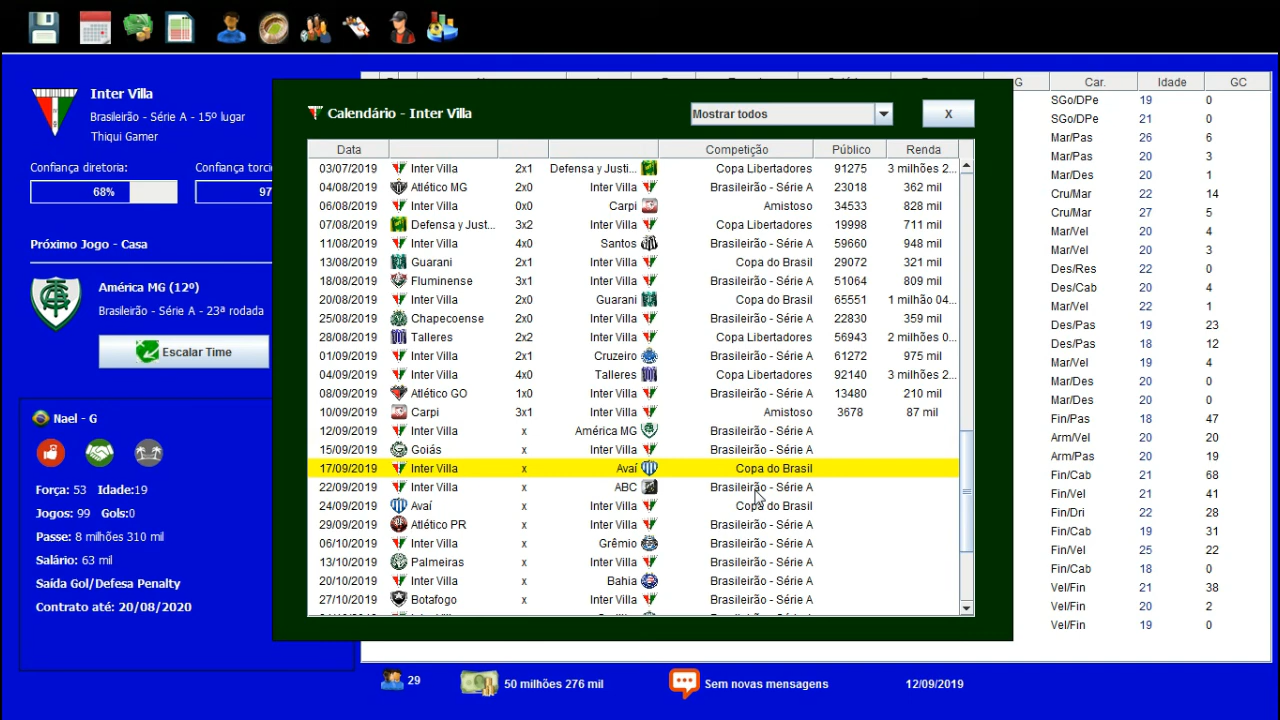 Inter Villa
Brasileirão - Série A - 15º lugar
Thiqui Gamer
Confiança diretoria: Confiança torcid
68% 97
Próximo Jogo - Casa
América MG (12º)
Brasileirão - Série A - 23ª rodada
Escalar Time
Nael - G
Força: 53 Idade:19
Jogos: 99 Gols:0
Passe: 8 milhões 310 mil
Salário: 63 mil
Saída Gol/Defesa Penalty
Contrato até: 20/08/2020
Calendário - Inter Villa Mostrar todos X
Data Competição Público Renda
03/07/2019 Inter Villa 2x1 Defensa y Justi... Copa Libertadores 91275 3 milhões 2...
04/08/2019 Atlético MG 2x0 Inter Villa Brasileirão - Série A 23018 362 mil
06/08/2019 Inter Villa 0x0 Carpi Amistoso 34533 828 mil
07/08/2019 Defensa y Just... 3x2 Inter Villa Copa Libertadores 19998 711 mil
11/08/2019 Inter Villa 4x0 Santos Brasileirão - Série A 59660 948 mil
13/08/2019 Guarani 2x1 Inter Villa Copa do Brasil 29072 321 mil
18/08/2019 Fluminense 3x1 Inter Villa Brasileirão - Série A 51064 809 mil
20/08/2019 Inter Villa 2x0 Guarani Copa do Brasil 65551 1 milhão 04...
25/08/2019 Chapecoense 2x0 Inter Villa Brasileirão - Série A 22830 359 mil
28/08/2019 Talleres 2x2 Inter Villa Copa Libertadores 56943 2 milhões 0...
01/09/2019 Inter Villa 2x1 Cruzeiro Brasileirão - Série A 61272 975 mil
04/09/2019 Inter Villa 4x0 Talleres Copa Libertadores 92140 3 milhões 2...
08/09/2019 Atlético GO 1x0 Inter Villa Brasileirão - Série A 13480 210 mil
10/09/2019 Carpi 3x1 Inter Villa Amistoso 3678 87 mil
12/09/2019 Inter Villa x América MG Brasileirão - Série A
15/09/2019 Goiás x Inter Villa Brasileirão - Série A
17/09/2019 Inter Villa x Avaí Copa do Brasil
22/09/2019 Inter Villa x ABC Brasileirão - Série A
24/09/2019 Avaí x Inter Villa Copa do Brasil
29/09/2019 Atlético PR x Inter Villa Brasileirão - Série A
06/10/2019 Inter Villa x Grêmio Brasileirão - Série A
13/10/2019 Palmeiras x Inter Villa Brasileirão - Série A
20/10/2019 Inter Villa x Bahia Brasileirão - Série A
27/10/2019 Botafogo x Inter Villa Brasileirão - Série A
G Car. Idade GC
SGo/DPe 19 0
SGo/DPe 21 0
Mar/Pas 26 6
Mar/Pas 20 3
Mar/Des 20 1
Cru/Mar 22 14
Cru/Mar 27 5
Mar/Vel 20 4
Mar/Vel 20 3
Des/Res 22 0
Des/Cab 20 4
Mar/Vel 22 1
Des/Pas 19 23
Des/Pas 18 12
Mar/Vel 19 4
Mar/Des 20 0
Mar/Des 20 0
Fin/Pas 18 47
Arm/Vel 20 20
Arm/Pas 19 20
Fin/Cab 21 68
Fin/Vel 21 41
Fin/Dri 22 28
Fin/Cab 19 31
Fin/Vel 25 22
Fin/Cab 18 0
Vel/Fin 21 38
Vel/Fin 20 2
Vel/Fin 19 0
29 50 milhões 276 mil Sem novas mensagens 12/09/2019